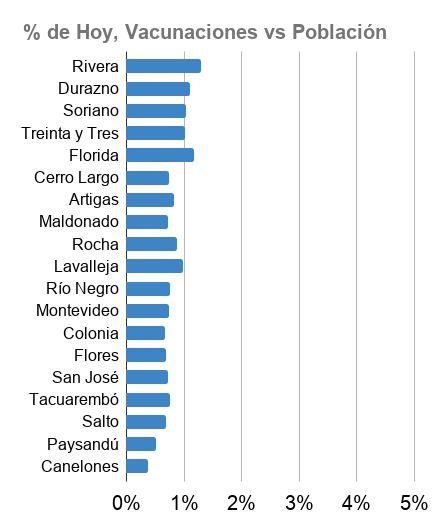 % de Hoy, Vacunaciones vs Población
Rivera
Durazno
Soriano
Treinta y Tres
Florida
Cerro Largo
Artigas
Maldonado
Rocha
Lavalleja
Río Negro
Montevideo
Colonia
Flores
San José
Tacuarembó
Salto
Paysandú
Canelones
0% 1% 2% 3% 4% 5%